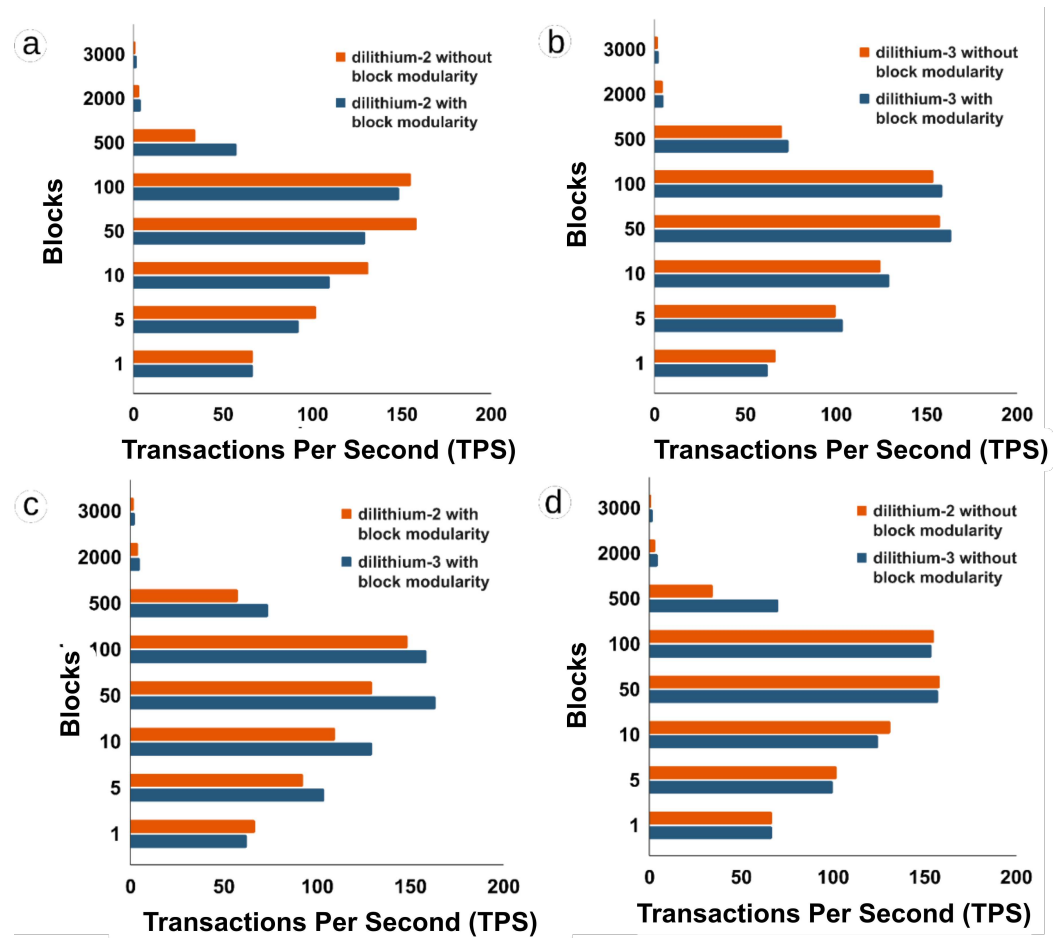 a
3000
2000
500
100
50
10
5
1
Blocks
dilithium-2 without
block modularity
dilithium-2 with
block modularity
0 50 100 150 200
Transactions Per Second (TPS)
b
3000
2000
500
100
50
10
5
1
Blocks
dilithium-3 without
block modularity
dilithium-3 with
block modularity
0 50 100 150 200
Transactions Per Second (TPS)
c
3000
2000
500
100
50
10
5
1
Blocks
dilithium-2 with
block modularity
dilithium-3 with
block modularity
0 50 100 150 200
Transactions Per Second (TPS)
d
3000
2000
500
100
50
10
5
1
Blocks
dilithium-2 without
block modularity
dilithium-3 without
block modularity
0 50 100 150 200
Transactions Per Second (TPS)